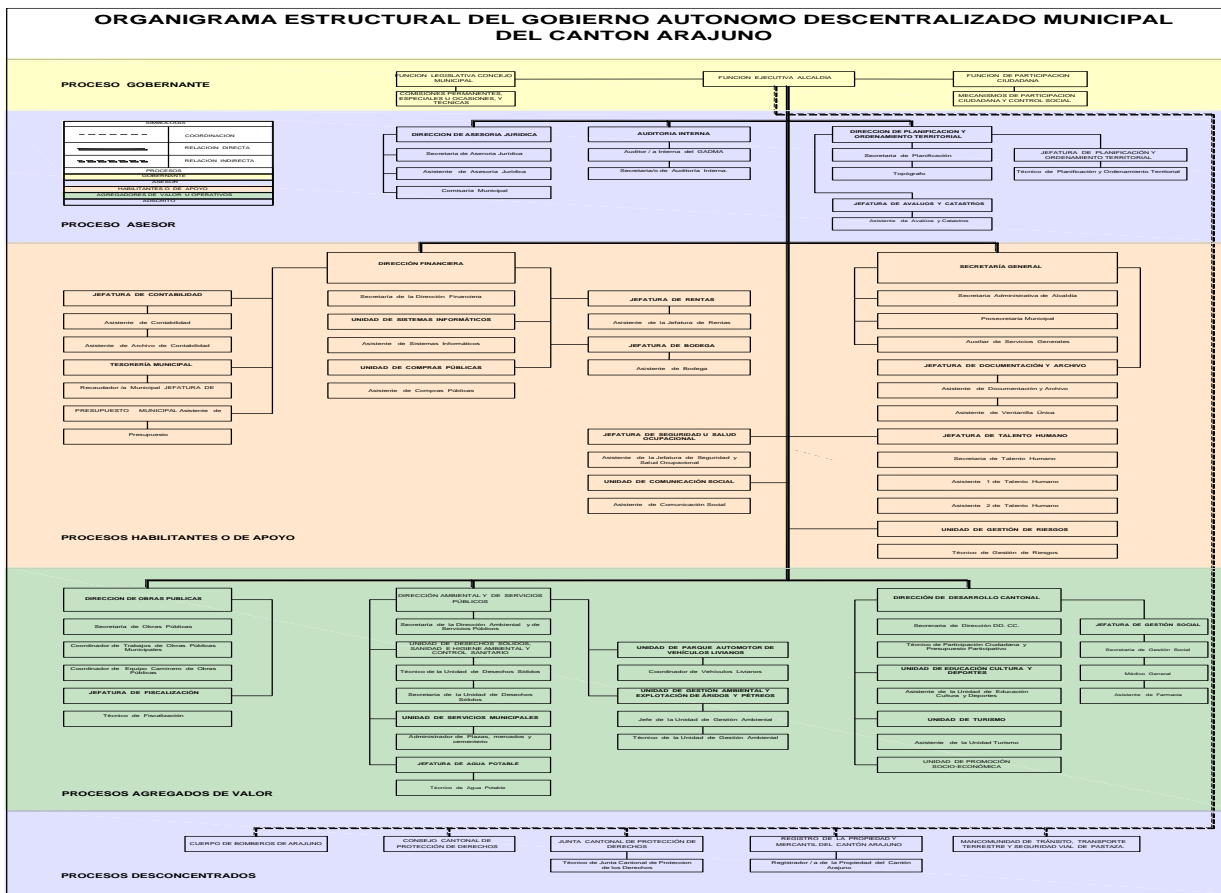 ORGANIGRAMA ESTRUCTURAL DEL GOBIERNO AUTONOMO DESCENTRALIZADO MUNICIPAL
DEL CANTON ARAJUNO
PROCESO GOBERNANTE
FUNCION LEGISLATIVA CONCEJO
MUNICIPAL
COMISIONES PERMANENTES,
ESPECIALES U OCASIONES, Y
TECNICAS
FUNCION EJECUTIVA ALCALDIA
FUNCION DE PARTICIPACION
CIUDADANA
MECANISMOS DE PARTICIPACION
CIUDADANA Y CONTROL SOCIAL
SIMBOLOGIA
COORDINACION
RELACION DIRECTA
RELACION INDIRECTA
PROCESOS
GOBERNANTE
ASESOR
HABILITANTES O DE APOYO
AGREGADORES DE VALOR U OPERATIVOS
ADSCRITO
PROCESO ASESOR
DIRECCION DE ASESORIA JURIDICA
Secretaria de Asesoria Jurídica
Asistente de Asesoria Jurídica
Comisaría Municipal
AUDITORIA INTERNA
Auditor / a Interna del GADMA
Secretaria/o de Auditoria Interna.
DIRECCION DE PLANIFICACION Y
ORDENAMIENTO TERRITORIAL
Secretaria de Planificación
Topógrafo
JEFATURA DE AVALUOS Y CATASTROS
Asistente de Avalúos y Catastros
JEFATURA DE PLANIFICACIÓN Y
ORDENAMIENTO TERRITORIAL
Técnico de Planificación y Ordenamiento Territorial
DIRECCIÓN FINANCIERA
SECRETARÍA GENERAL
JEFATURA DE CONTABILIDAD
Asistente de Contabilidad
Asistente de Archivo de Contabilidad
TESORERÍA MUNICIPAL
Recaudador/a Municipal JEFATURA DE
PRESUPUESTO MUNICIPAL Asistente de
Presupuesto
Secretaria de la Dirección Financiera
UNIDAD DE SISTEMAS INFORMÁTICOS
Asistente de Sistemas Informáticos
UNIDAD DE COMPRAS PÚBLICAS
Asistente de Compras Públicas
JEFATURA DE RENTAS
Asistente de la Jefatura de Rentas
JEFATURA DE BODEGA
Asistente de Bodega
JEFATURA DE SEGURIDAD U SALUD
OCUPACIONAL
Asistente de la Jefatura de Seguridad y
Salud Ocupacional
UNIDAD DE COMUNICACIÓN SOCIAL
Asistente de Comunicación Social
Secretaria Administrativa de Alcaldía
Prosecretaria Municipal
Auxiliar de Servicios Generales
JEFATURA DE DOCUMENTACIÓN Y ARCHIVO
Asistente de Documentación y Archivo
Asistente de Ventanilla Única
JEFATURA DE TALENTO HUMANO
Secretaria de Talento Humano
Asistente 1 de Talento Humano
Asistente 2 de Talento Humano
UNIDAD DE GESTIÓN DE RIESGOS
Técnico de Gestión de Riesgos
PROCESOS HABILITANTES O DE APOYO
DIRECCION DE OBRAS PUBLICAS
Secretaria de Obras Públicas
Coordinador de Trabajos de Obras Públicas
Municipales
Coordinador de Equipo Caminero de Obras
Públicas
JEFATURA DE FISCALIZACIÓN
Técnico de Fiscalización
DIRECCIÓN AMBIENTAL Y DE SERVICIOS
PÚBLICOS
Secretaria de la Dirección Ambiental y de
Servicios Públicos
UNIDAD DE DESECHOS SOLIDOS,
SANIDAD E HIGIENE AMBIENTAL Y
CONTROL SANITARIO
Técnico de la Unidad de Desechos Sólidos
Secretaria de la Unidad de Desechos
Sólidos
UNIDAD DE SERVICIOS MUNICIPALES
Administrador de Plazas, mercados y
cementerio
JEFATURA DE AGUA POTABLE
Técnico de Agua Potable
UNIDAD DE PARQUE AUTOMOTOR DE
VEHÍCULOS LIVIANOS
Coordinador de Vehículos Livianos
UNIDAD DE GESTIÓN AMBIENTAL Y
EXPLOTACIÓN DE ÁRIDOS Y PÉTREOS
Jefe de la Unidad de Gestión Ambiental
Técnico de la Unidad de Gestión Ambiental
DIRECCIÓN DE DESARROLLO CANTONAL
Secretaria de Dirección DD. CC.
Técnico de Participación Ciudadana y
Presupuesto Participativo
UNIDAD DE EDUCACIÓN CULTURA Y
DEPORTES
Asistente de la Unidad de Educación
Cultura y Deportes
UNIDAD DE TURISMO
Asistente de la Unidad Turismo
UNIDAD DE PROMOCIÓN
SOCIO-ECONÓMICA
JEFATURA DE GESTIÓN SOCIAL
Secretaria de Gestión Social
Médico General
Asistente de Farmacia
PROCESOS AGREGADOS DE VALOR
CUERPO DE BOMBEROS DE ARAJUNO
CONSEJO CANTONAL DE
PROTECCIÓN DE DERECHOS
JUNTA CANTONAL DE PROTECCIÓN DE
DERECHOS
Técnico de Junta Cantonal de Proteccion
de los Derechos
REGISTRO DE LA PROPIEDAD Y
MERCANTIL DEL CANTÓN ARAJUNO
Registrador / a de la Propiedad del Cantón
Arajuno
MANCOMUNIDAD DE TRÁNSITO, TRANSPORTE
TERRESTRE Y SEGURIDAD VIAL DE PASTAZA.
PROCESOS DESCONCENTRADOS